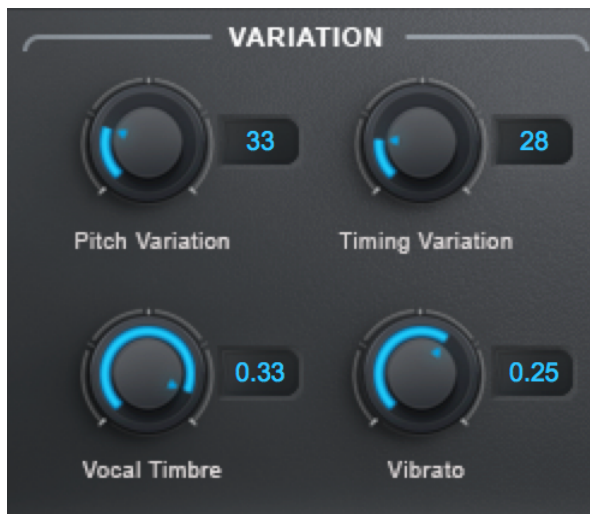 VARIATION
33
28
Pitch Variation
Timing Variation
0.33
0.25
Vocal Timbre
Vibrato